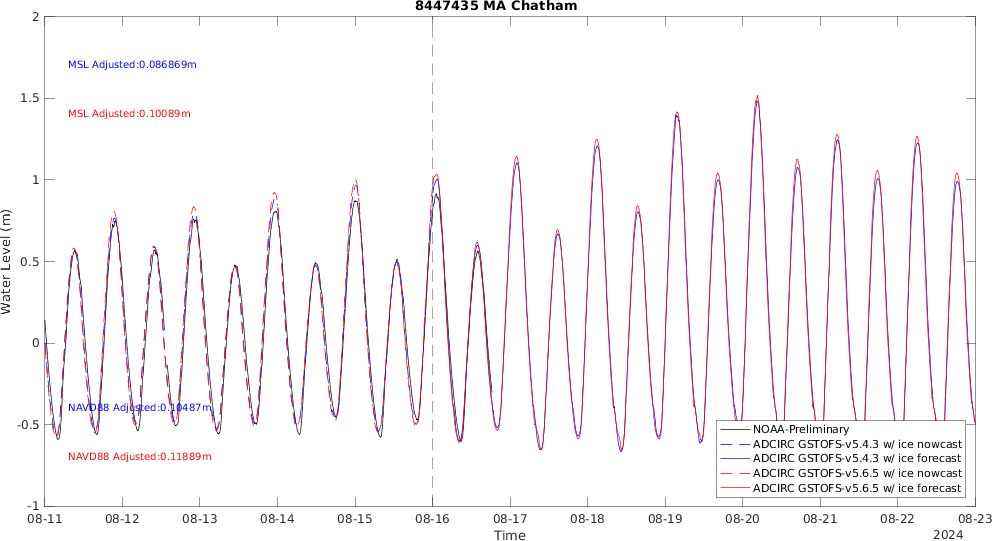 8447435 MA Chatham
2
1.5
1
0.5
0
-0.5
-1
Water Level (m)
MSL Adjusted:0.086869m
MSL Adjusted:0.10089m
NAVD88 Adjusted:0.10487m
NAVD88 Adjusted:0.11889m
NOAA-Preliminary
ADCIRC GSTOFS-v5.4.3 w/ ice nowcast
ADCIRC GSTOFS-v5.4.3 w/ ice forecast
ADCIRC GSTOFS-v5.6.5 w/ ice nowcast
ADCIRC GSTOFS-v5.6.5 w/ ice forecast
08-11 08-12 08-13 08-14 08-15 08-16 08-17 08-18 08-19 08-20 08-21 08-22 08-23
Time
2024